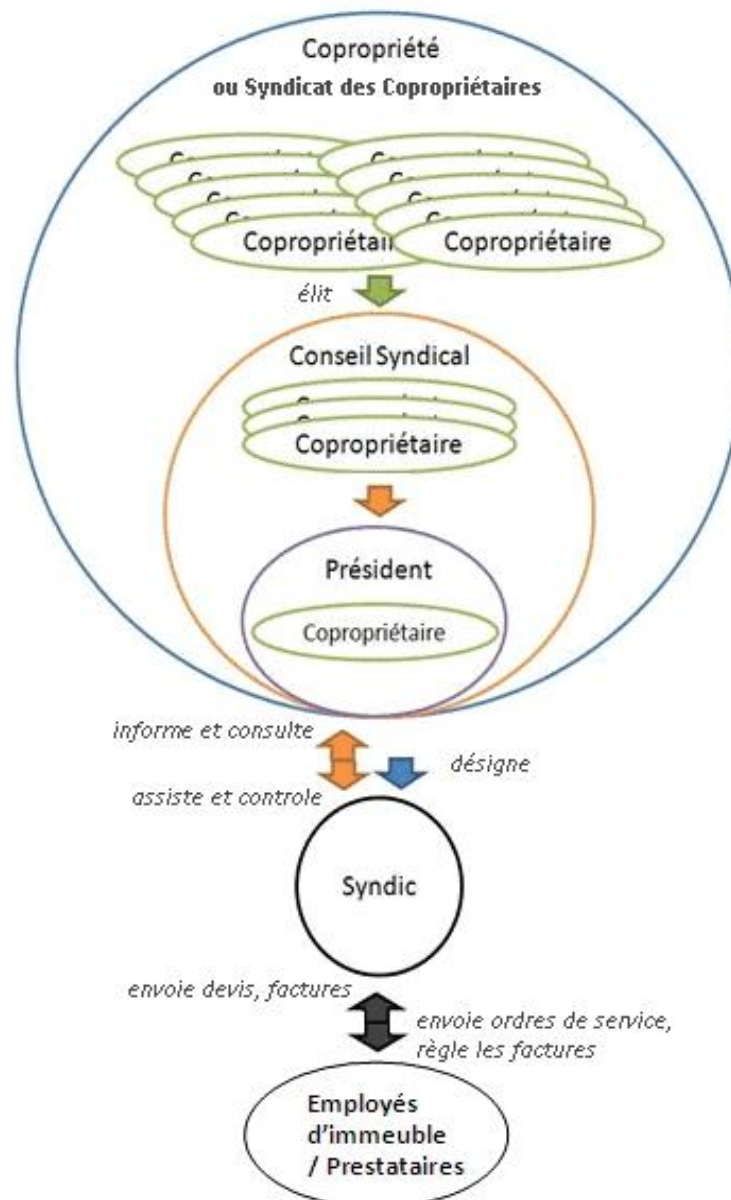 Copropriété
ou Syndicat des Copropriétaires
Copropriétaire
élit
Conseil Syndical
Copropriétaire
Président
Copropriétaire
informe et consulte
désigne
assiste et controle
Syndic
envoie devis, factures
envoie ordres de service,
règle les factures
Employés
d'immeuble
/ Prestataires